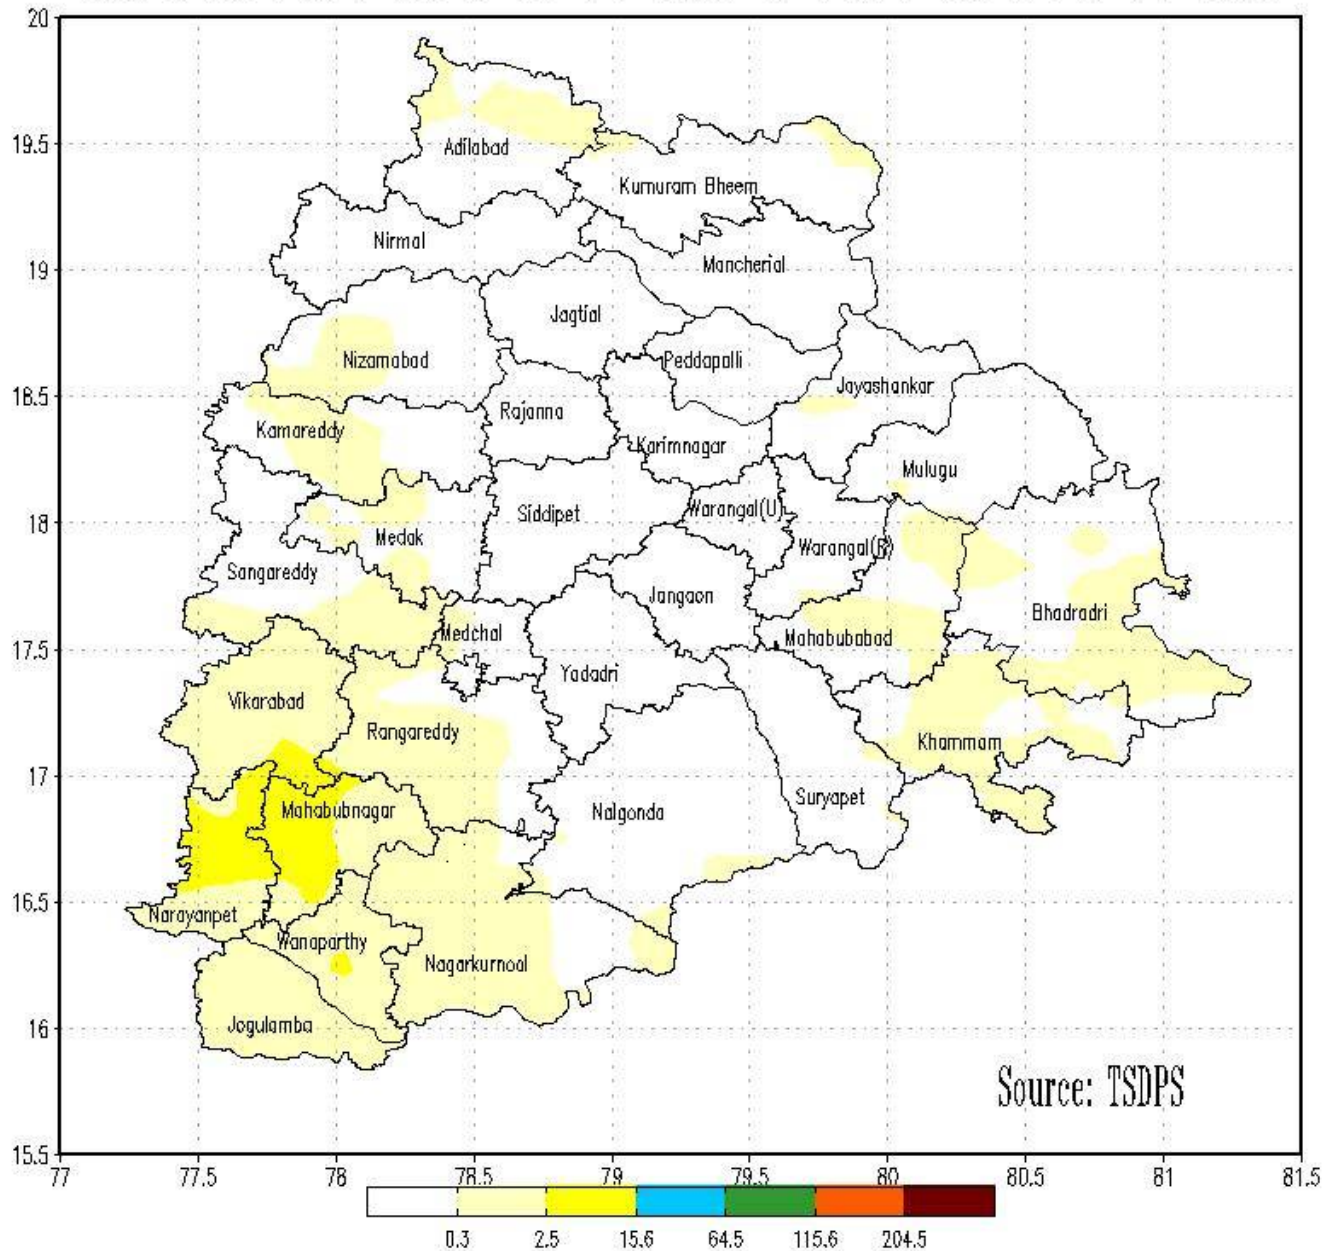 20
19.5
Adilabad
Kumuram Bheem
Nirmal
19
Mancherial
Jagtial
Nizamabad
Peddapalli
Jayashankar
18.5
Rajanna
Kamareddy
Karimnagar
Mulugu
18
Siddipet
Warangal(U)
Medak
Warangal(R)
Sangareddy
Jangaon
Bhadradri
Medchal
Mahabubabad
17.5
Yadadri
Vikarabad
Rangareddy
Khammam
17
Mahabubnagar
Nalgonda
Suryapet
16.5
Narayanpet
Wanaparthy
Nagarkurnool
16
Jogulamba
Source: TSDPS
15.5
77 77.5 78 78.5 79 79.5 80 80.5 81 81.5
0.3 2.5 15.6 64.5 115.6 204.5